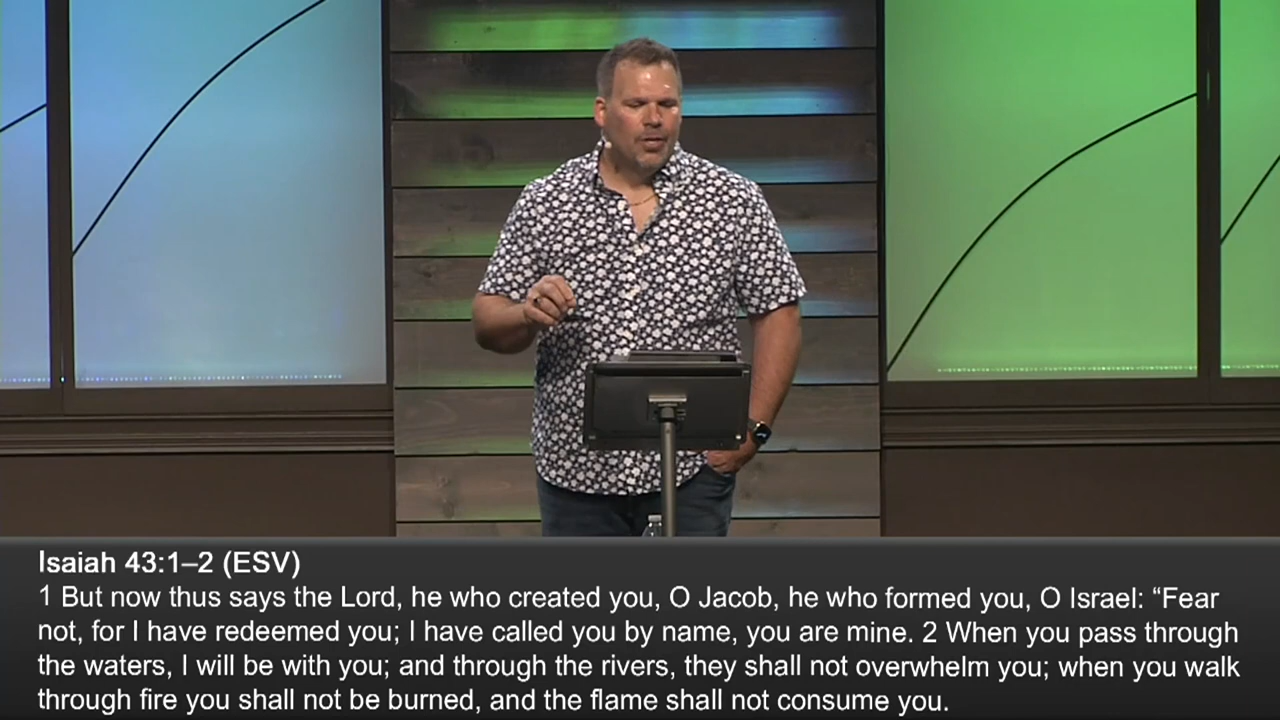 Isaiah 43:1–2 (ESV)
1 But now thus says the Lord, he who created you, O Jacob, he who formed you, O Israel: “Fear
not, for I have redeemed you; I have called you by name, you are mine. 2 When you pass through
the waters, I will be with you; and through the rivers, they shall not overwhelm you; when you walk
through fire you shall not be burned, and the flame shall not consume you.